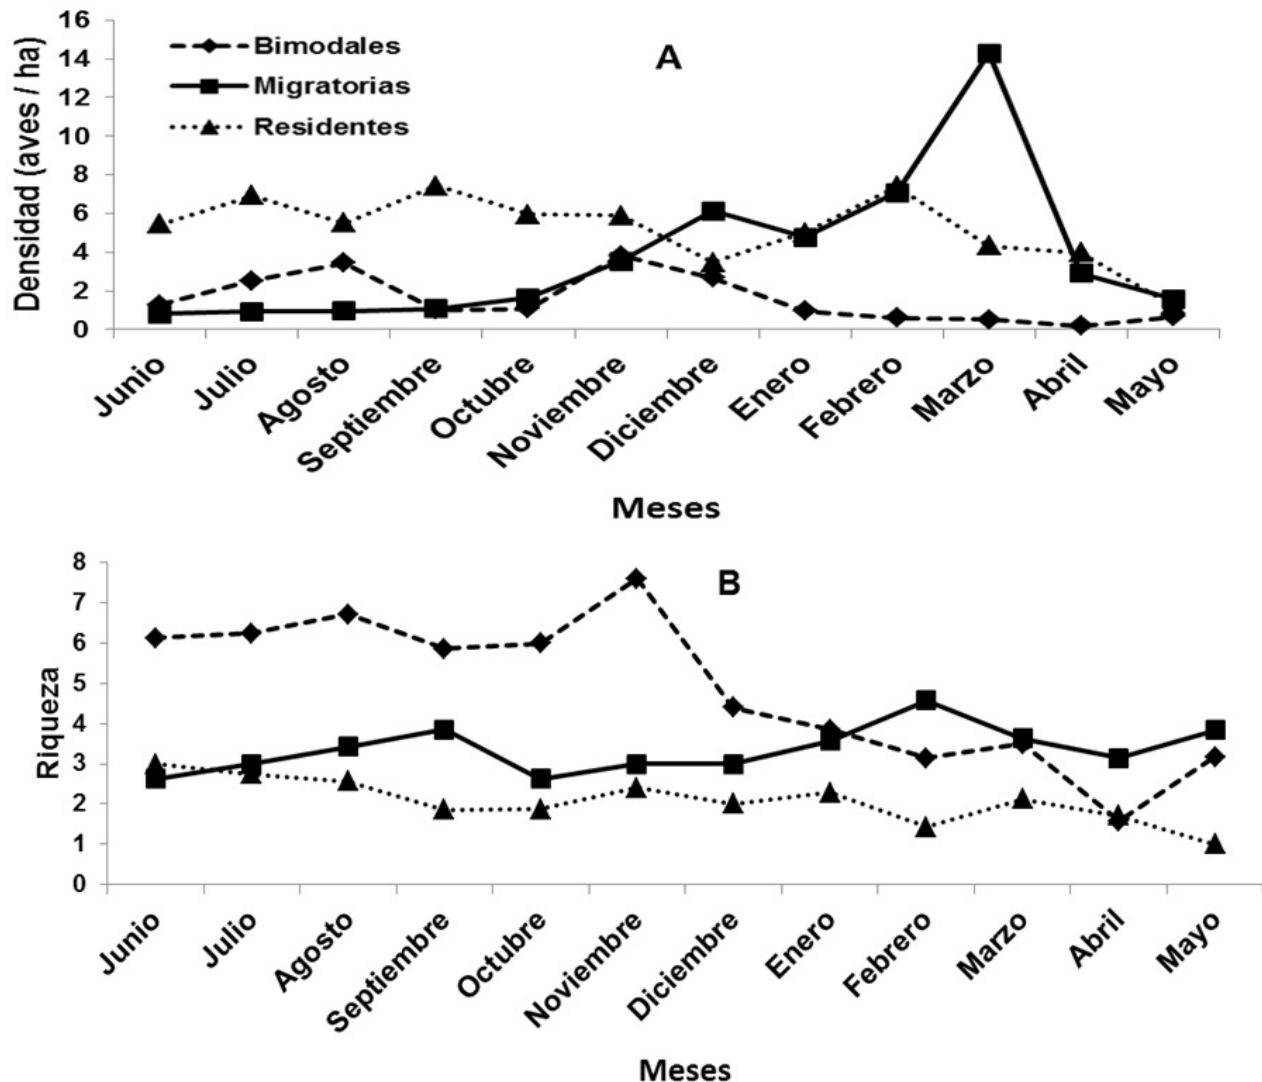 A
Densidad (aves / ha)
16
14
12
10
8
6
4
2
0
Bimodales
Migratorias
Residentes
Junio
Julio
Agosto
Septiembre
Octubre
Noviembre
Diciembre
Enero
Febrero
Marzo
Abril
Mayo
Meses
B
Riqueza
8
7
6
5
4
3
2
1
0
Junio
Julio
Agosto
Septiembre
Octubre
Noviembre
Diciembre
Enero
Febrero
Marzo
Abril
Mayo
Meses